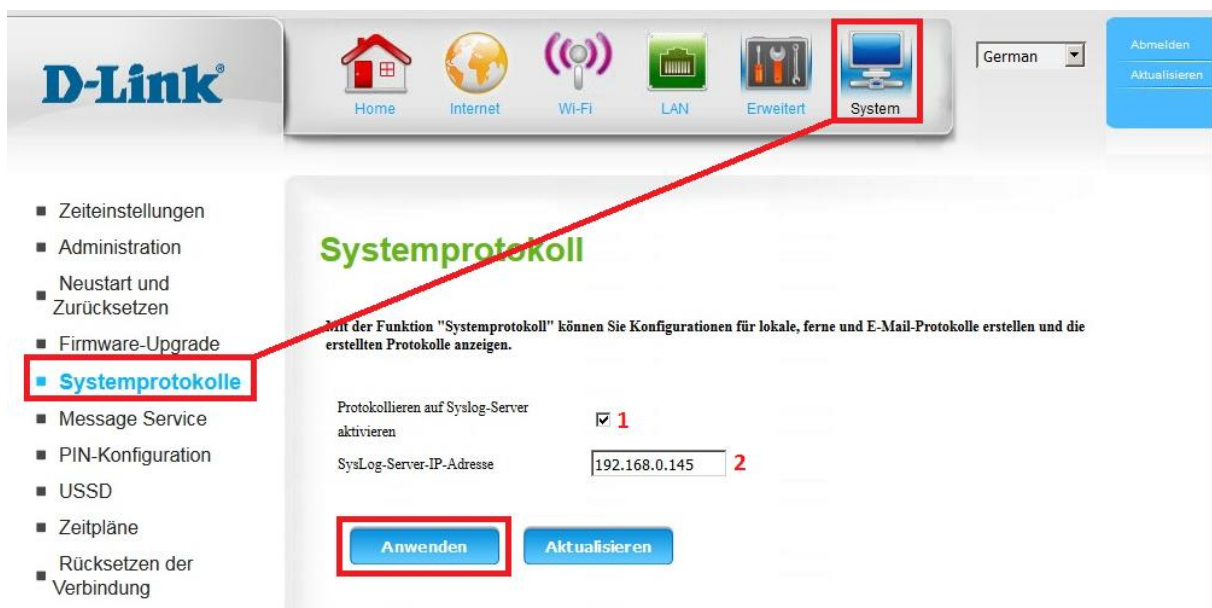 D-Link®
Home
Internet
Wi-Fi
LAN
Erweitert
System
German
Abmelden
Aktualisieren
Zeiteinstellungen
Administration
Neustart und
Zurücksetzen
Firmware-Upgrade
Systemprotokolle
Message Service
PIN-Konfiguration
USSD
Zeitpläne
Rücksetzen der
Verbindung
Systemprotokoll
Mit der Funktion "Systemprotokoll" können Sie Konfigurationen für lokale, ferne und E-Mail-Protokolle erstellen und die
erstellten Protokolle anzeigen.
Protokollieren auf Syslog-Server
aktivieren
1
SysLog-Server-IP-Adresse
192.168.0.145
2
Anwenden
Aktualisieren